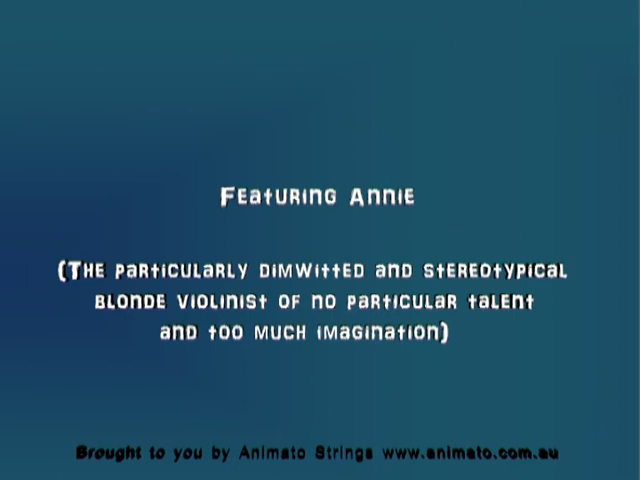 Featuring Annie
(The particularly dimwitted and stereotypical
blonde violinist of no particular talent
and too much imagination)
Brought to you by Animato Strings www.animato.com.au